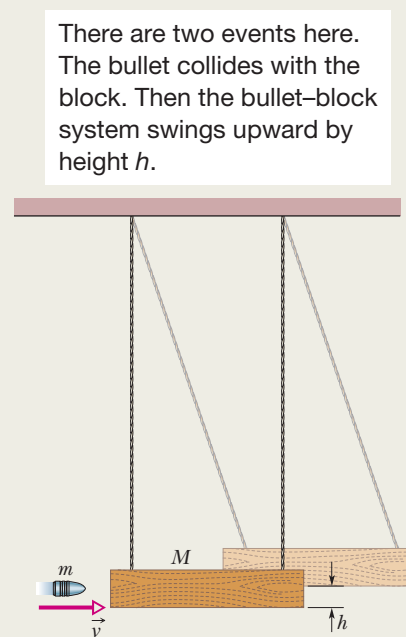 There are two events here.
The bullet collides with the
block. Then the bullet–block
system swings upward by
height h.
M
m
h
v